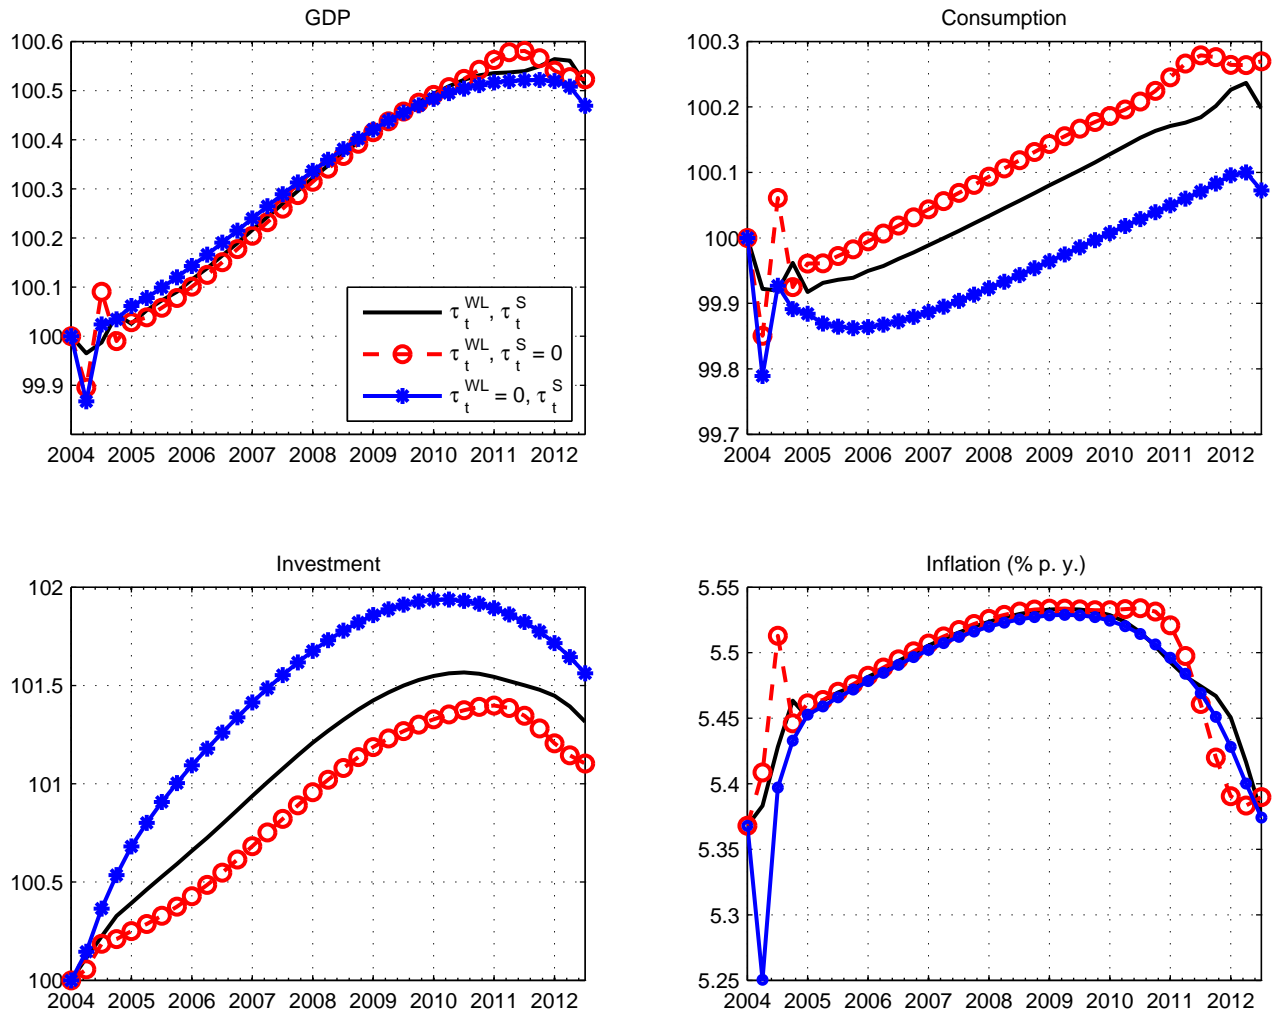 GDP
100.6
100.5
100.4
100.3
100.2
100.1
100
99.9
2004 2005 2006 2007 2008 2009 2010 2011 2012
τ_t^WL, τ_t^S
τ_t^WL, τ_t^S = 0
τ_t^WL = 0, τ_t^S
Consumption
100.3
100.2
100.1
100
99.9
99.8
99.7
2004 2005 2006 2007 2008 2009 2010 2011 2012
Investment
102
101.5
101
100.5
100
2004 2005 2006 2007 2008 2009 2010 2011 2012
Inflation (% p. y.)
5.55
5.5
5.45
5.4
5.35
5.3
5.25
2004 2005 2006 2007 2008 2009 2010 2011 2012